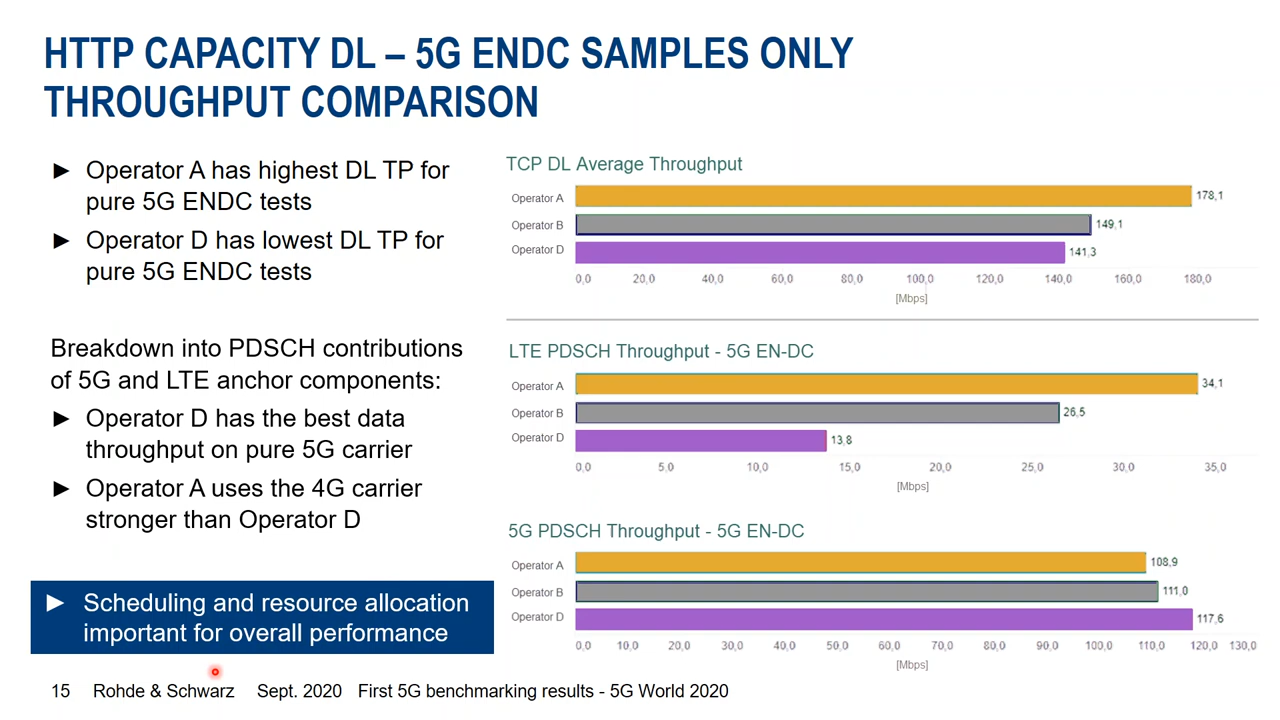 HTTP CAPACITY DL – 5G ENDC SAMPLES ONLY
THROUGHPUT COMPARISON
► Operator A has highest DL TP for
pure 5G ENDC tests
► Operator D has lowest DL TP for
pure 5G ENDC tests
Breakdown into PDSCH contributions
of 5G and LTE anchor components:
► Operator D has the best data
throughput on pure 5G carrier
► Operator A uses the 4G carrier
stronger than Operator D
► Scheduling and resource allocation
important for overall performance
TCP DL Average Throughput
Operator A 178,1
Operator B 149,1
Operator D 141,3
0,0 20,0 40,0 60,0 80,0 100,0 120,0 140,0 160,0 180,0
[Mbps]
LTE PDSCH Throughput - 5G EN-DC
Operator A 34,1
Operator B 26,5
Operator D 13,8
0,0 5,0 10,0 15,0 20,0 25,0 30,0 35,0
[Mbps]
5G PDSCH Throughput - 5G EN-DC
Operator A 108,9
Operator B 111,0
Operator D 117,6
0,0 10,0 20,0 30,0 40,0 50,0 60,0 70,0 80,0 90,0 100,0 110,0 120,0 130,0
[Mbps]
15 Rohde & Schwarz Sept. 2020 First 5G benchmarking results - 5G World 2020